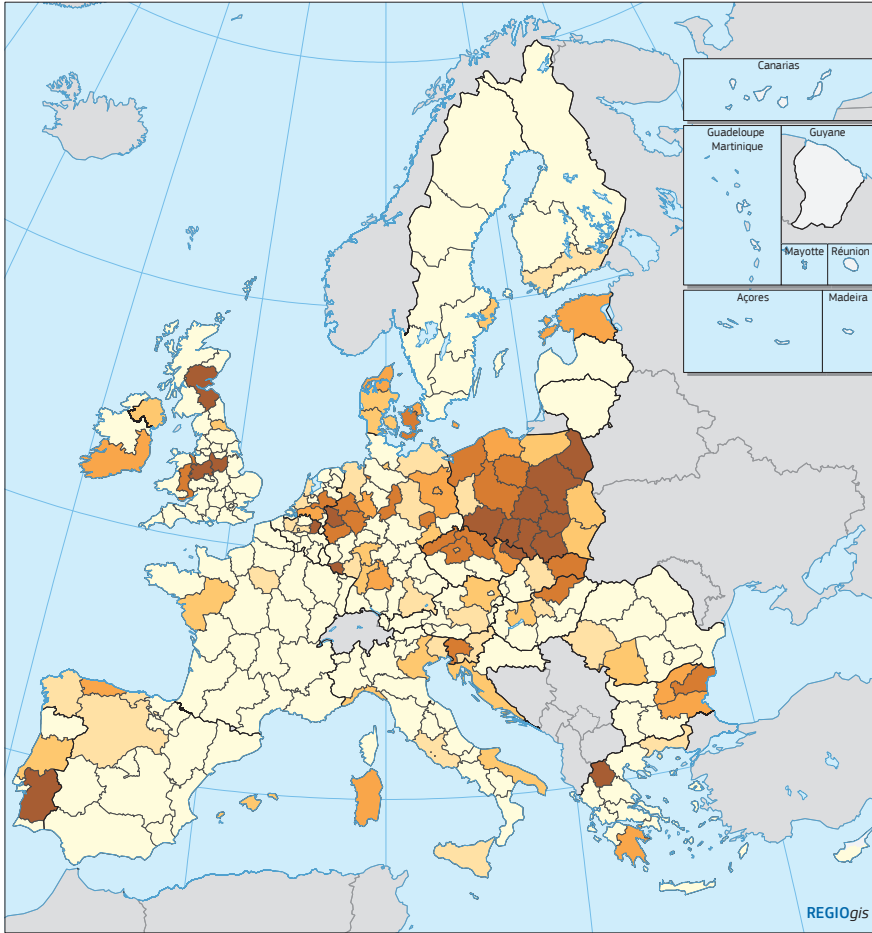 Canarias
Guadeloupe
Martinique
Guyane
Mayotte
Réunion
Açores
Madeira
REGIOgis